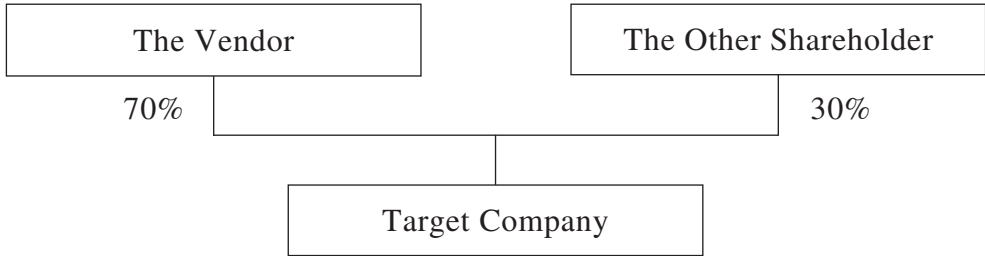 The Vendor
The Other Shareholder
70%
30%
Target Company